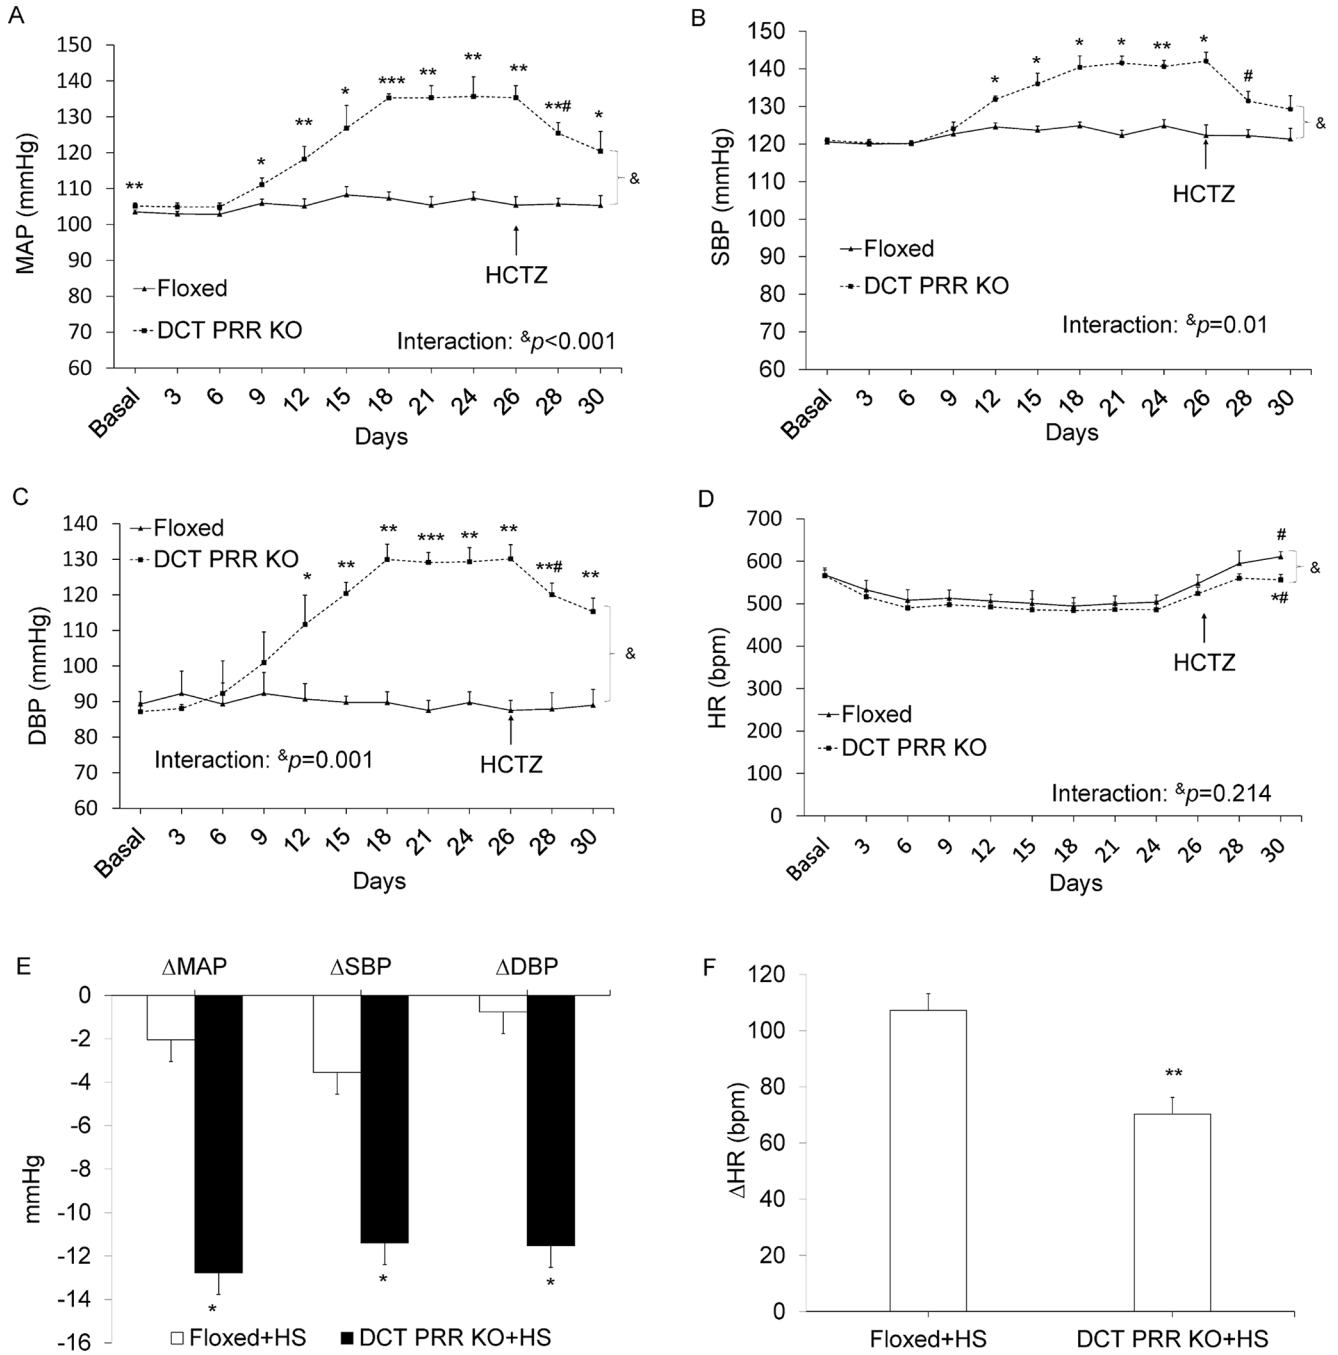 A
150
140
130
120
110
100
90
80
70
60
MAP (mmHg)
**
*
**
*
***
**
**
**
**#
*
&
HCTZ
Floxed
DCT PRR KO
Interaction: &p<0.001
Basal 3 6 9 12 15 18 21 24 26 28 30
Days
B
150
140
130
120
110
100
90
80
70
60
SBP (mmHg)
*
*
*
*
**
*
#
&
HCTZ
Floxed
DCT PRR KO
Interaction: &p=0.01
Basal 3 6 9 12 15 18 21 24 26 28 30
Days
C
140
130
120
110
100
90
80
70
60
DBP (mmHg)
Floxed
DCT PRR KO
*
**
**
***
**
**
**#
**
&
HCTZ
Interaction: &p=0.001
Basal 3 6 9 12 15 18 21 24 26 28 30
Days
D
700
600
500
400
300
200
100
0
HR (bpm)
#
&
*#
HCTZ
Floxed
DCT PRR KO
Interaction: &p=0.214
Basal 3 6 9 12 15 18 21 24 26 28 30
Days
E
∆MAP ∆SBP ∆DBP
0
-2
-4
-6
-8
-10
-12
-14
-16
mmHg
*
*
*
Floxed+HS DCT PRR KO+HS
F
120
100
80
60
40
20
0
∆HR (bpm)
**
Floxed+HS DCT PRR KO+HS